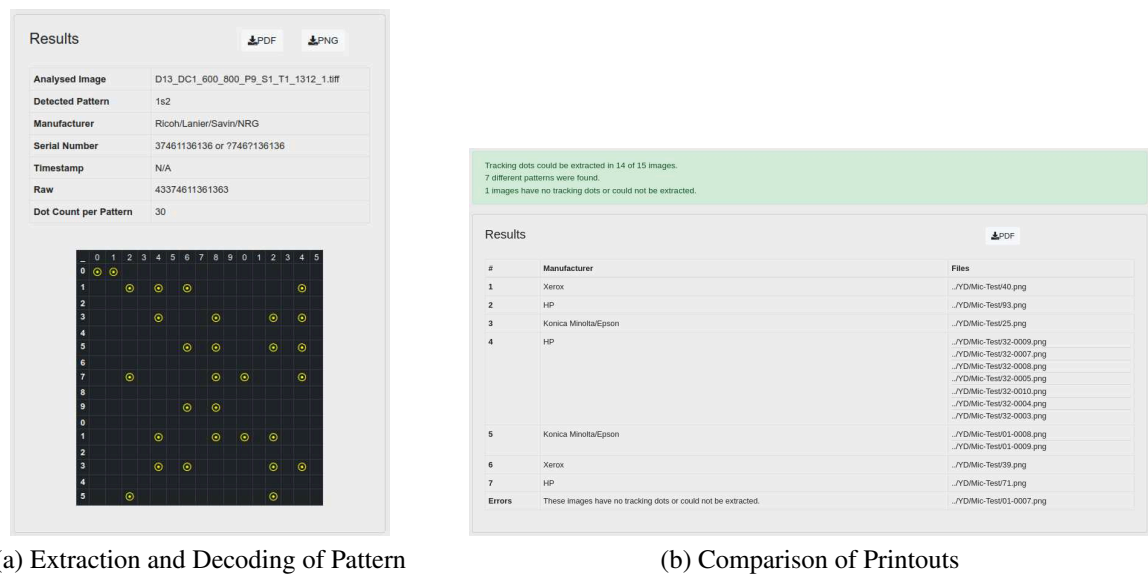 Results
PDF
PNG
Analysed Image D13_DC1_600_800_P9_S1_T1_1312_1.tiff
Detected Pattern 1s2
Manufacturer Ricoh/Lanier/Savin/NRG
Serial Number 37461136136 or ?746?136136
Timestamp N/A
Raw 43374611361363
Dot Count per Pattern 30
_ 0 1 2 3 4 5 6 7 8 9 0 1 2 3 4 5
0
1
2
3
4
5
6
7
8
9
0
1
2
3
4
5
(a) Extraction and Decoding of Pattern
Tracking dots could be extracted in 14 of 15 images.
7 different patterns were found.
1 images have no tracking dots or could not be extracted.
Results
PDF
# Manufacturer Files
1 Xerox ../YD/Mic-Test/40.png
2 HP ../YD/Mic-Test/93.png
3 Konica Minolta/Epson ../YD/Mic-Test/25.png
4 HP ../YD/Mic-Test/32-0009.png
../YD/Mic-Test/32-0007.png
../YD/Mic-Test/32-0008.png
../YD/Mic-Test/32-0005.png
../YD/Mic-Test/32-0010.png
../YD/Mic-Test/32-0004.png
../YD/Mic-Test/32-0003.png
5 Konica Minolta/Epson ../YD/Mic-Test/01-0008.png
../YD/Mic-Test/01-0009.png
6 Xerox ../YD/Mic-Test/39.png
7 HP ../YD/Mic-Test/71.png
Errors These images have no tracking dots or could not be extracted. ../YD/Mic-Test/01-0007.png
(b) Comparison of Printouts